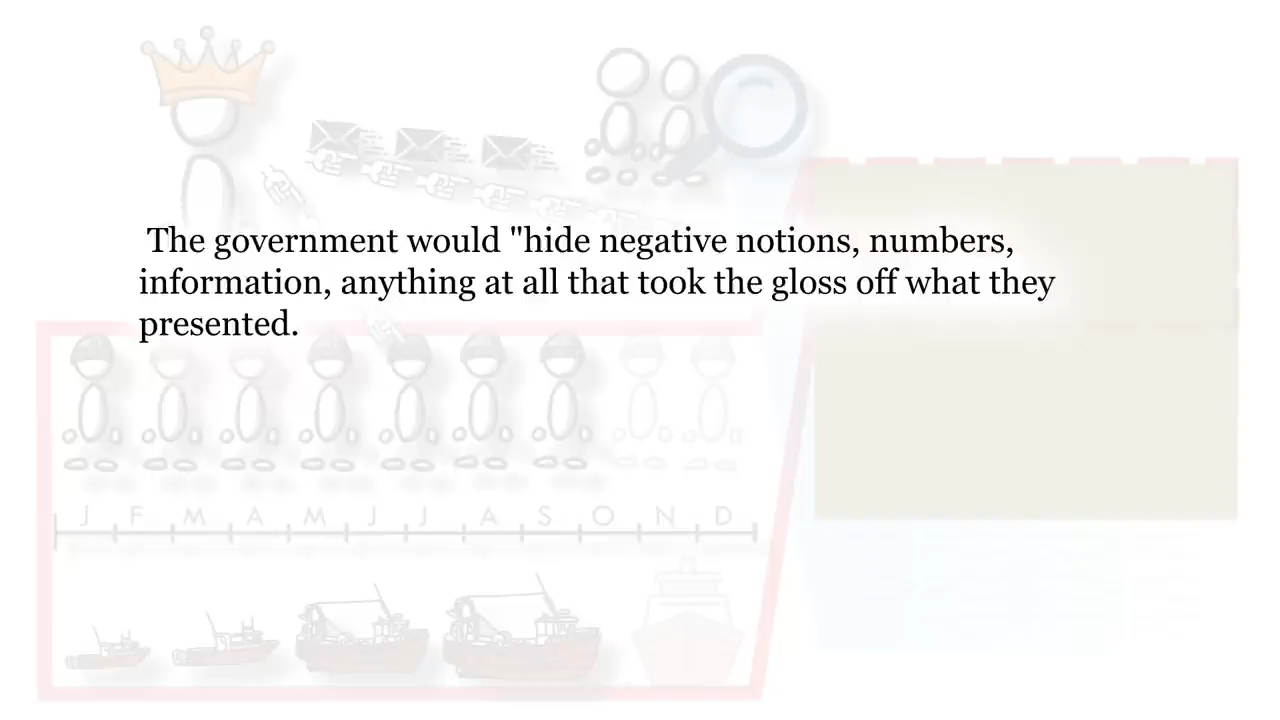 The government would "hide negative notions, numbers,
information, anything at all that took the gloss off what they
presented.
J F M A M J J A S O N D